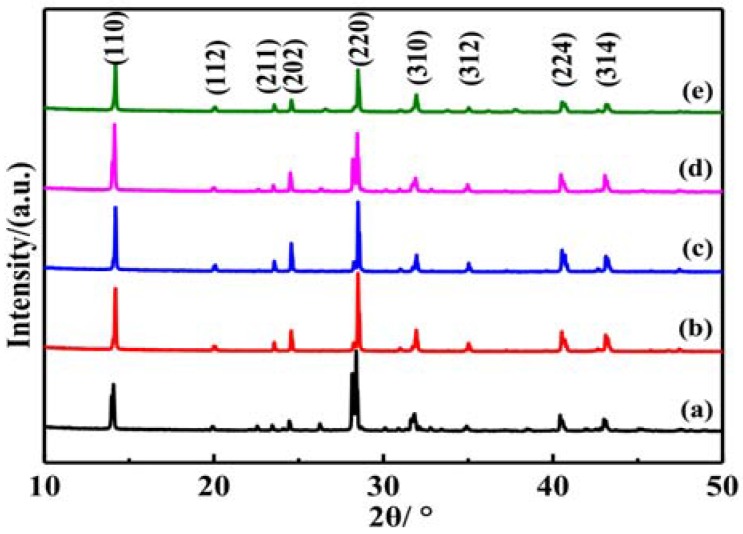 (110)
(112)
(211)
(202)
(220)
(310)
(312)
(224)
(314)
(e)
(d)
(c)
(b)
(a)
Intensity/(a.u.)
10 20 30 40 50
2θ/ °